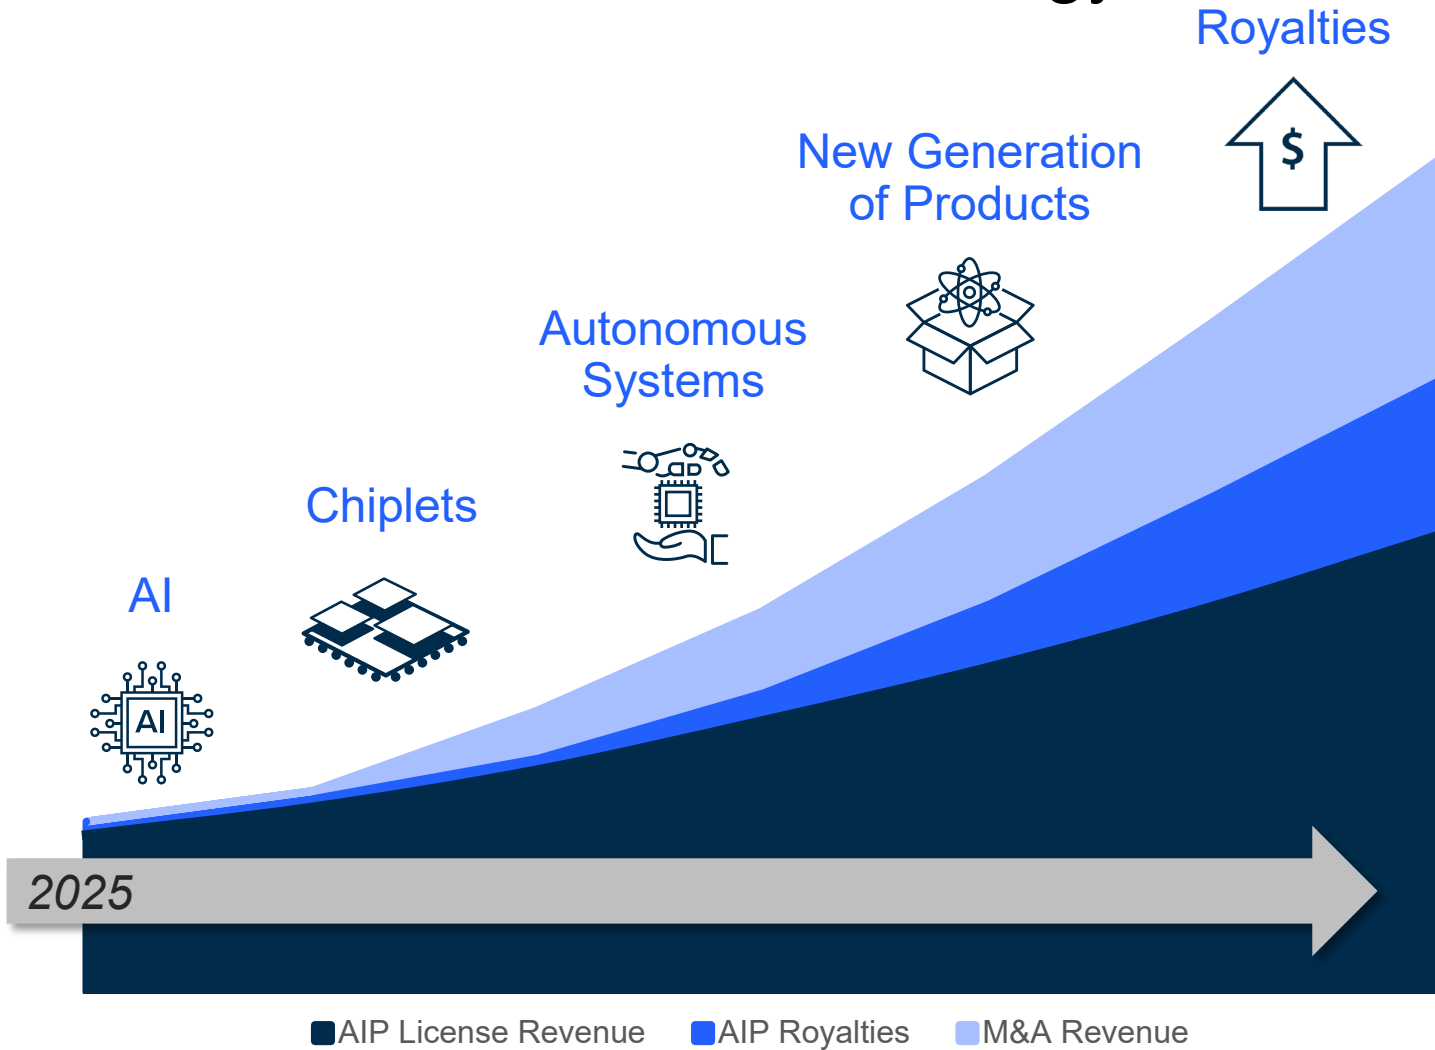 Royalties
$
New Generation
of Products
Autonomous
Systems
Chiplets
AI
AI
2025
AIP License Revenue
AIP Royalties
M&A Revenue